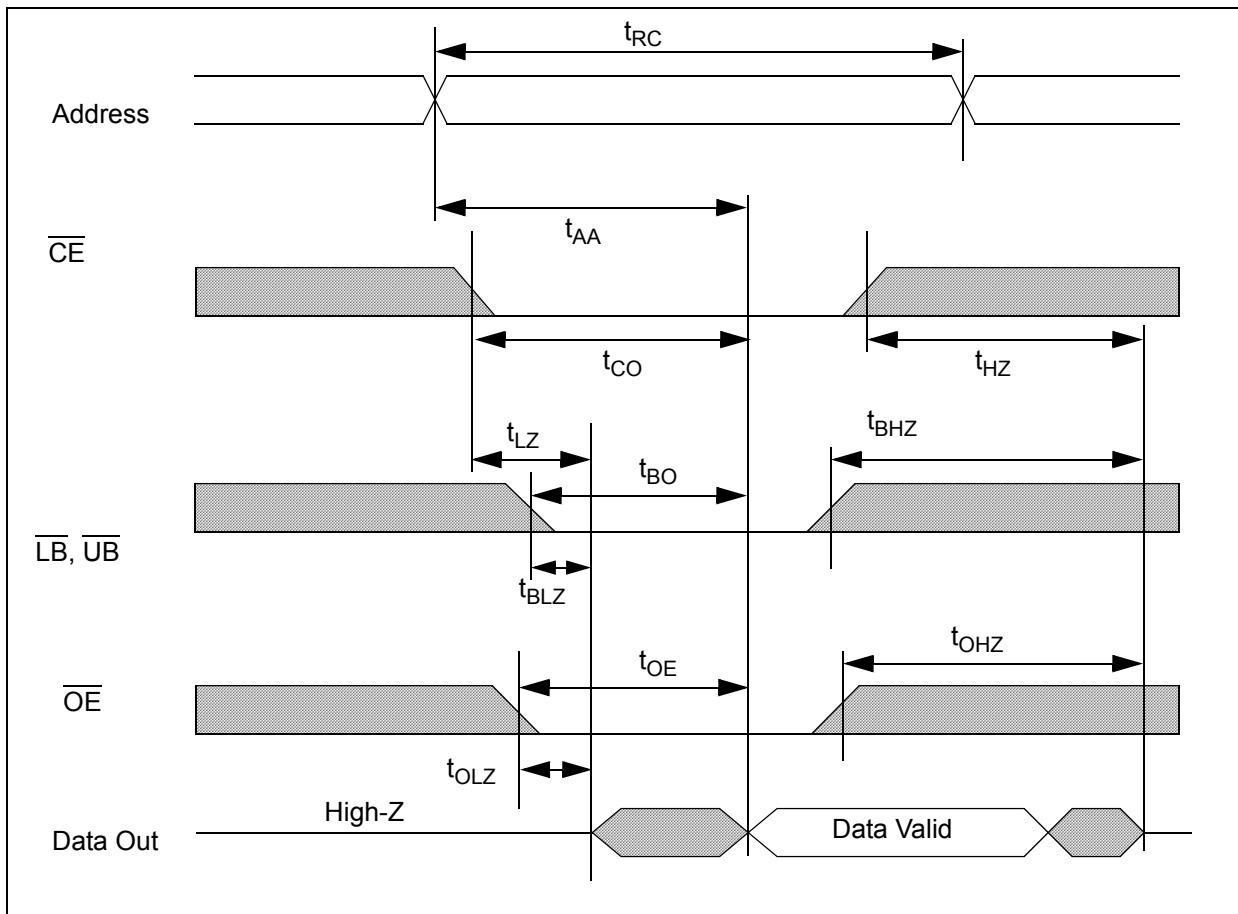 tRC
Address
tAA
CE
tCO
tHZ
tLZ
tBHZ
tBO
LB, UB
tBLZ
tOE
tOHZ
OE
tOLZ
High-Z
Data Valid
Data Out